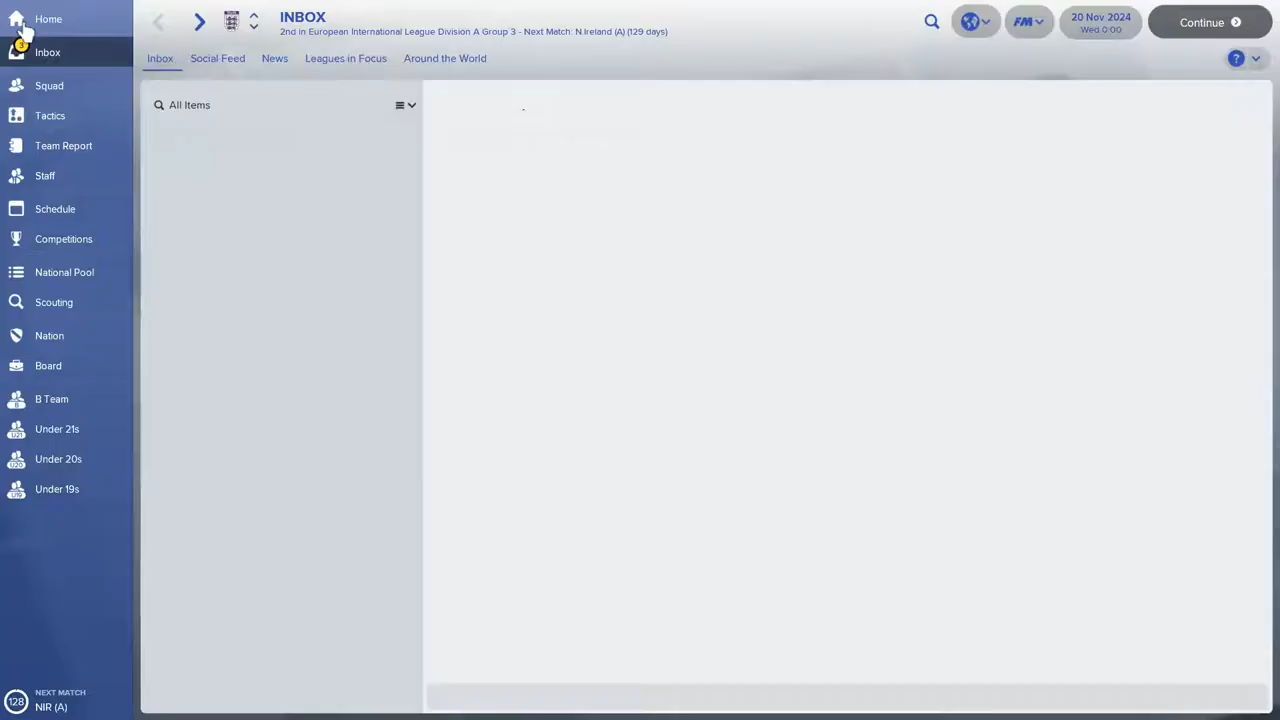 Home
3
Inbox
Squad
Tactics
Team Report
Staff
Schedule
Competitions
National Pool
Scouting
Nation
Board
B Team
Under 21s
Under 20s
Under 19s
128
NEXT MATCH
NIR (A)
INBOX
2nd in European International League Division A Group 3 - Next Match: N.Ireland (A) (129 days)
FM
20 Nov 2024
Wed 0:00
Continue
Inbox Social Feed News Leagues in Focus Around the World
?
All Items
-